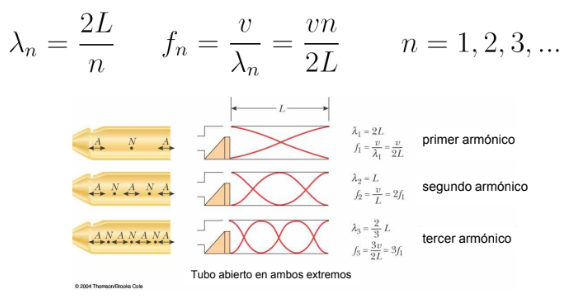 λₙ = 2L/n    fₙ = v/λₙ = vn/2L    n = 1, 2, 3, ...
L
A N A
λ₁ = 2L
f₁ = v/λ₁ = v/2L
primer armónico
A N A N A
λ₂ = L
f₂ = v/L = 2f₁
segundo armónico
A N A N A N A
λ₃ = 2/3 L
f₃ = 3v/2L = 3f₁
tercer armónico
Tubo abierto en ambos extremos
© 2004 Thomson/Brooks Cole